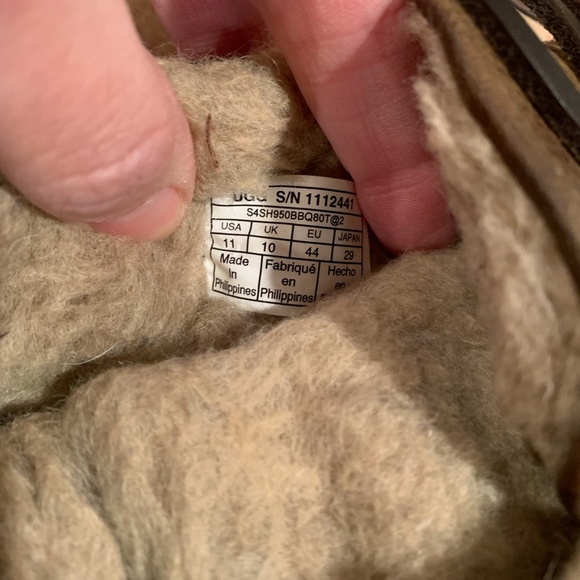 UGG S/N 1112441
S4SH950BBQ80T@2
USA UK EU JAPAN
11 10 44 29
Made Fabriqué Hecho
in en en
Philippines Philippines